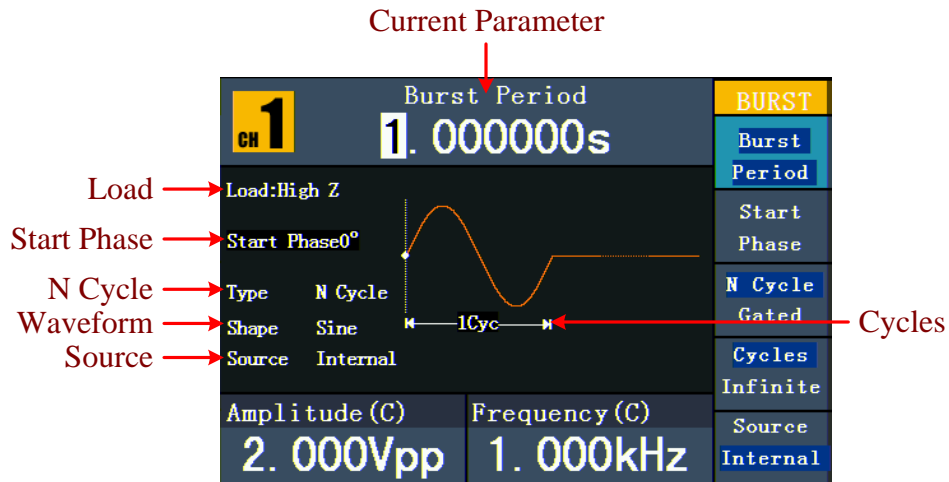 Current Parameter
CH 1
Burst Period
1.000000s
BURST
Burst
Period
Load
Load:High Z
Start
Phase
Start Phase
Start Phase0°
N Cycle
Type N Cycle
N Cycle
Gated
Waveform
Shape Sine
1Cyc
Cycles
Source
Source Internal
Cycles
Infinite
Amplitude(C)
2.000Vpp
Frequency(C)
1.000kHz
Source
Internal